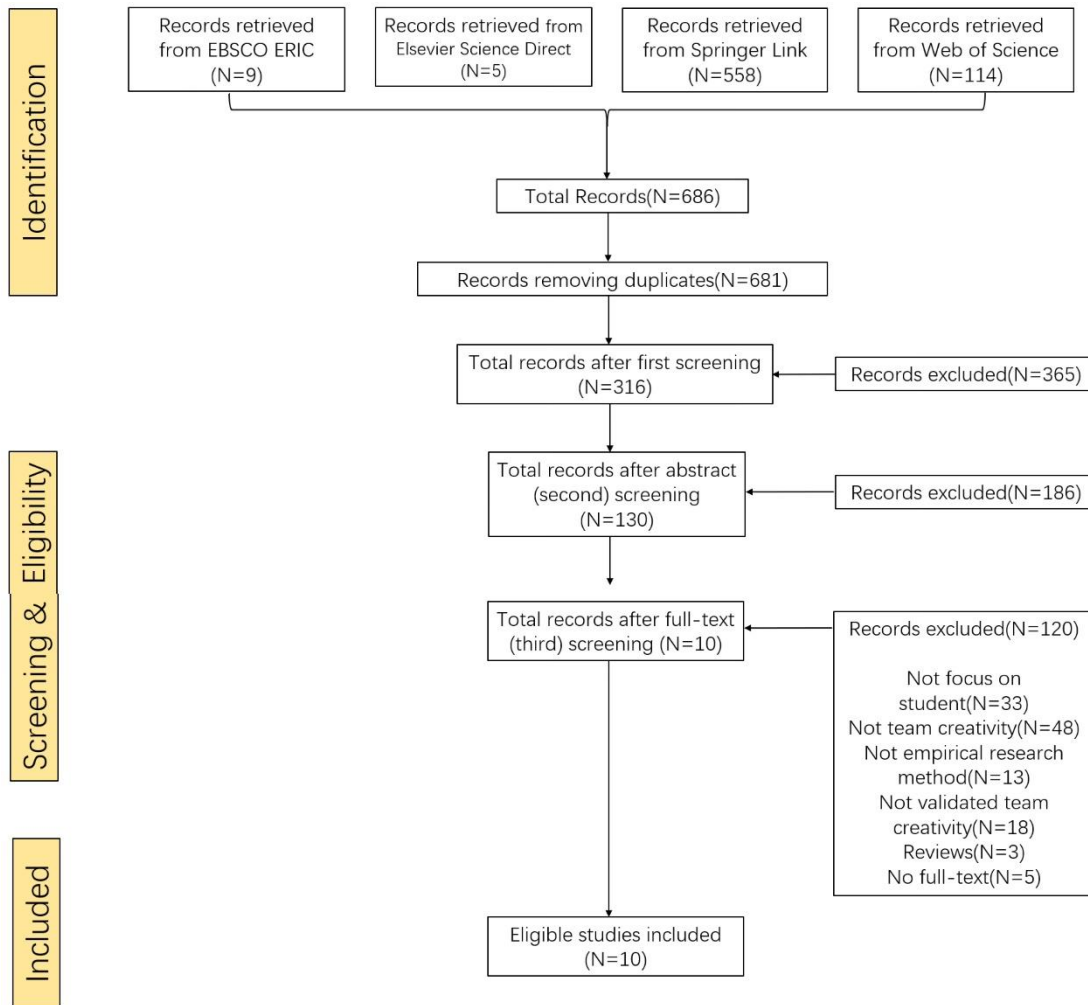 Identification
Records retrieved
from EBSCO ERIC
(N=9)
Records retrieved from
Elsevier Science Direct
(N=5)
Records retrieved
from Springer Link
(N=558)
Records retrieved
from Web of Science
(N=114)
Total Records(N=686)
Records removing duplicates(N=681)
Total records after first screening
(N=316)
Records excluded(N=365)
Screening & Eligibility
Total records after abstract
(second) screening
(N=130)
Records excluded(N=186)
Total records after full-text
(third) screening (N=10)
Records excluded(N=120)
Not focus on
student(N=33)
Not team creativity(N=48)
Not empirical research
method(N=13)
Not validated team
creativity(N=18)
Reviews(N=3)
No full-text(N=5)
Included
Eligible studies included
(N=10)